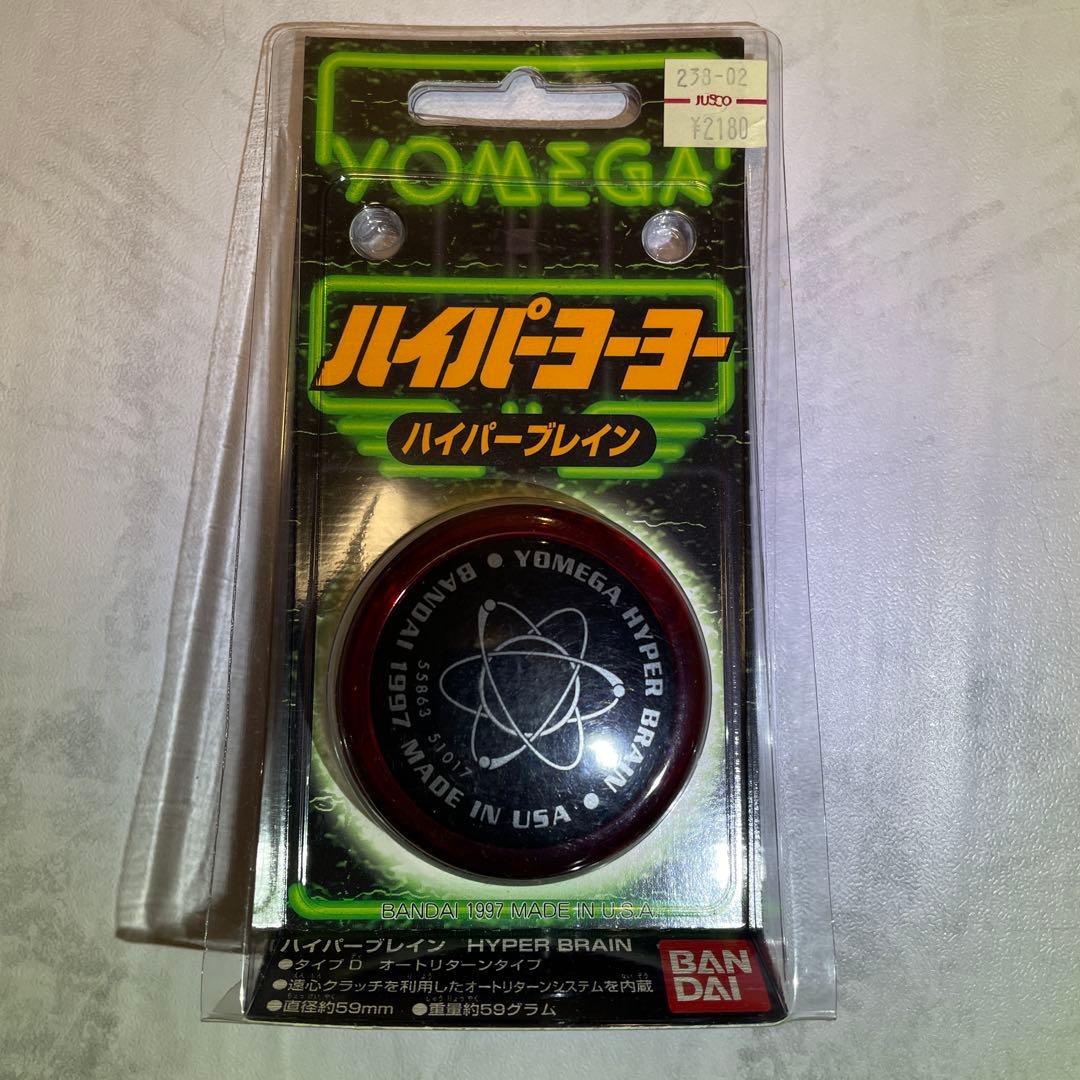 238-02
JUSCO
¥2180
YOMEGA
ハイパーヨーヨー
ハイパーブレイン
● YOMEGA HYPER BRAIN ●
BANDAI 1997 MADE IN USA
55863 51017
BANDAI 1997 MADE IN U.S.A.
ハイパーブレイン HYPER BRAIN
●タイプD オートリターンタイプ
●遠心クラッチを利用したオートリターンシステムを内蔵
●直径約59mm ●重量約59グラム
BAN
DAI